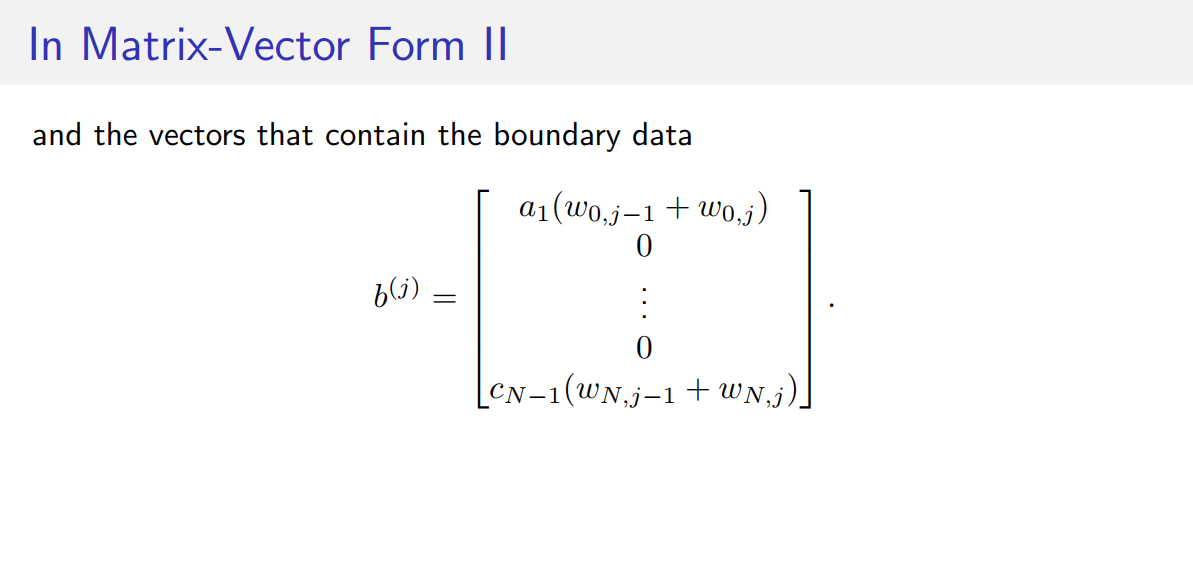 In Matrix-Vector Form II
and the vectors that contain the boundary data
b^{(j)} = \begin{bmatrix} a_1(w_{0,j-1} + w_{0,j}) \\ 0 \\ \vdots \\ 0 \\ c_{N-1}(w_{N,j-1} + w_{N,j}) \end{bmatrix}.